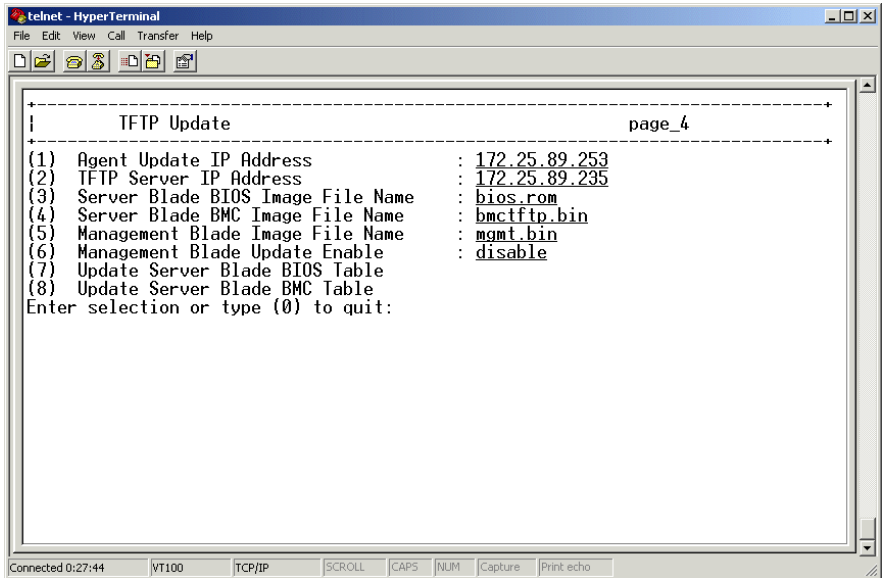 telnet - HyperTerminal
File Edit View Call Transfer Help
+------------------------------------------------------------------------------+
| TFTP Update page_4
+------------------------------------------------------------------------------+
(1) Agent Update IP Address : 172.25.89.253
(2) TFTP Server IP Address : 172.25.89.235
(3) Server Blade BIOS Image File Name : bios.rom
(4) Server Blade BMC Image File Name : bmctftp.bin
(5) Management Blade Image File Name : mgmt.bin
(6) Management Blade Update Enable : disable
(7) Update Server Blade BIOS Table
(8) Update Server Blade BMC Table
Enter selection or type (0) to quit:
Connected 0:27:44 VT100 TCP/IP SCROLL CAPS NUM Capture Print echo